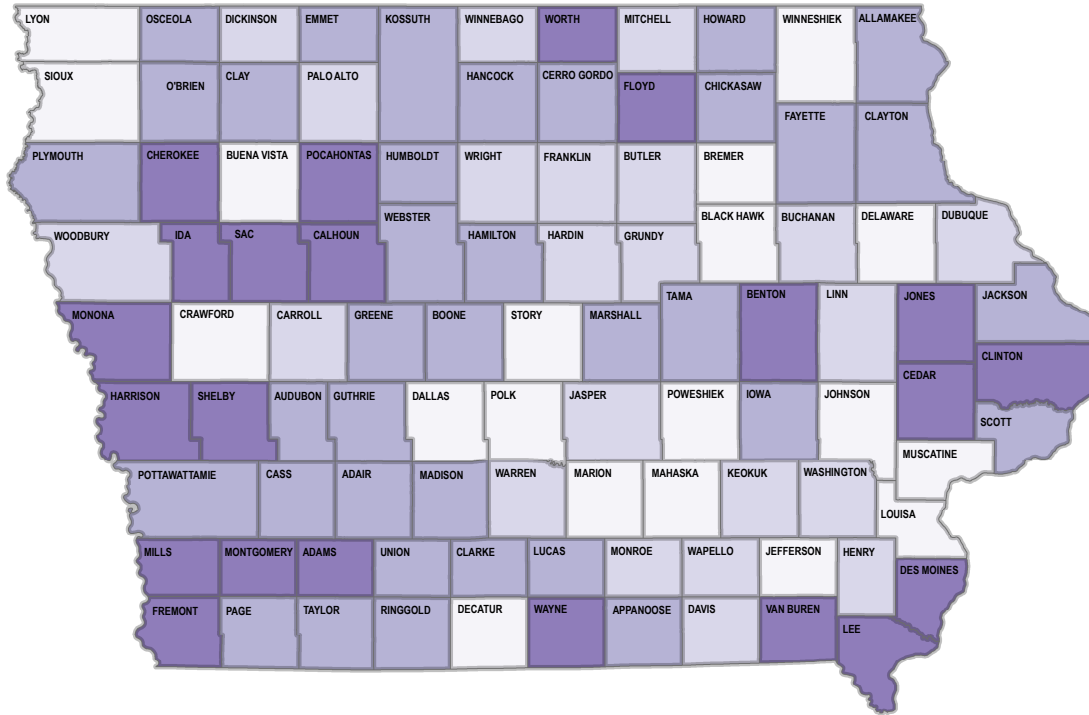 LYON
OSCEOLA
DICKINSON
EMMET
KOSSUTH
WINNEBAGO
WORTH
MITCHELL
HOWARD
WINNESHIEK
ALLAMAKEE
SIOUX
O'BRIEN
CLAY
PALO ALTO
HANCOCK
CERRO GORDO
FLOYD
CHICKASAW
FAYETTE
CLAYTON
PLYMOUTH
CHEROKEE
BUENA VISTA
POCAHONTAS
HUMBOLDT
WRIGHT
FRANKLIN
BUTLER
BREMER
WEBSTER
BLACK HAWK
BUCHANAN
DELAWARE
DUBUQUE
WOODBURY
IDA
SAC
CALHOUN
HAMILTON
HARDIN
GRUNDY
TAMA
BENTON
LINN
JONES
JACKSON
MONONA
CRAWFORD
CARROLL
GREENE
BOONE
STORY
MARSHALL
CLINTON
CEDAR
HARRISON
SHELBY
AUDUBON
GUTHRIE
DALLAS
POLK
JASPER
POWESHIEK
IOWA
JOHNSON
SCOTT
MUSCATINE
POTTAWATTAMIE
CASS
ADAIR
MADISON
WARREN
MARION
MAHASKA
KEOKUK
WASHINGTON
LOUISA
MILLS
MONTGOMERY
ADAMS
UNION
CLARKE
LUCAS
MONROE
WAPELLO
JEFFERSON
HENRY
DES MOINES
FREMONT
PAGE
TAYLOR
RINGGOLD
DECATUR
WAYNE
APPANOOSE
DAVIS
VAN BUREN
LEE